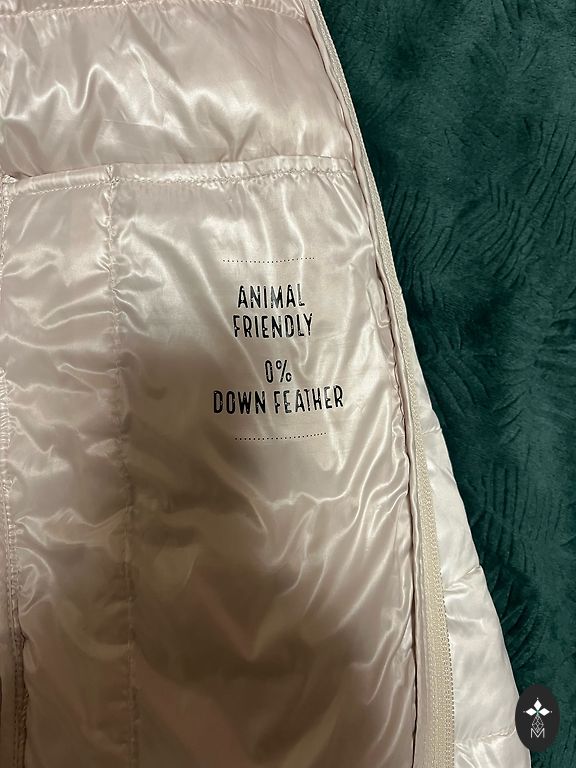 ANIMAL
FRIENDLY
0%
DOWN FEATHER
M